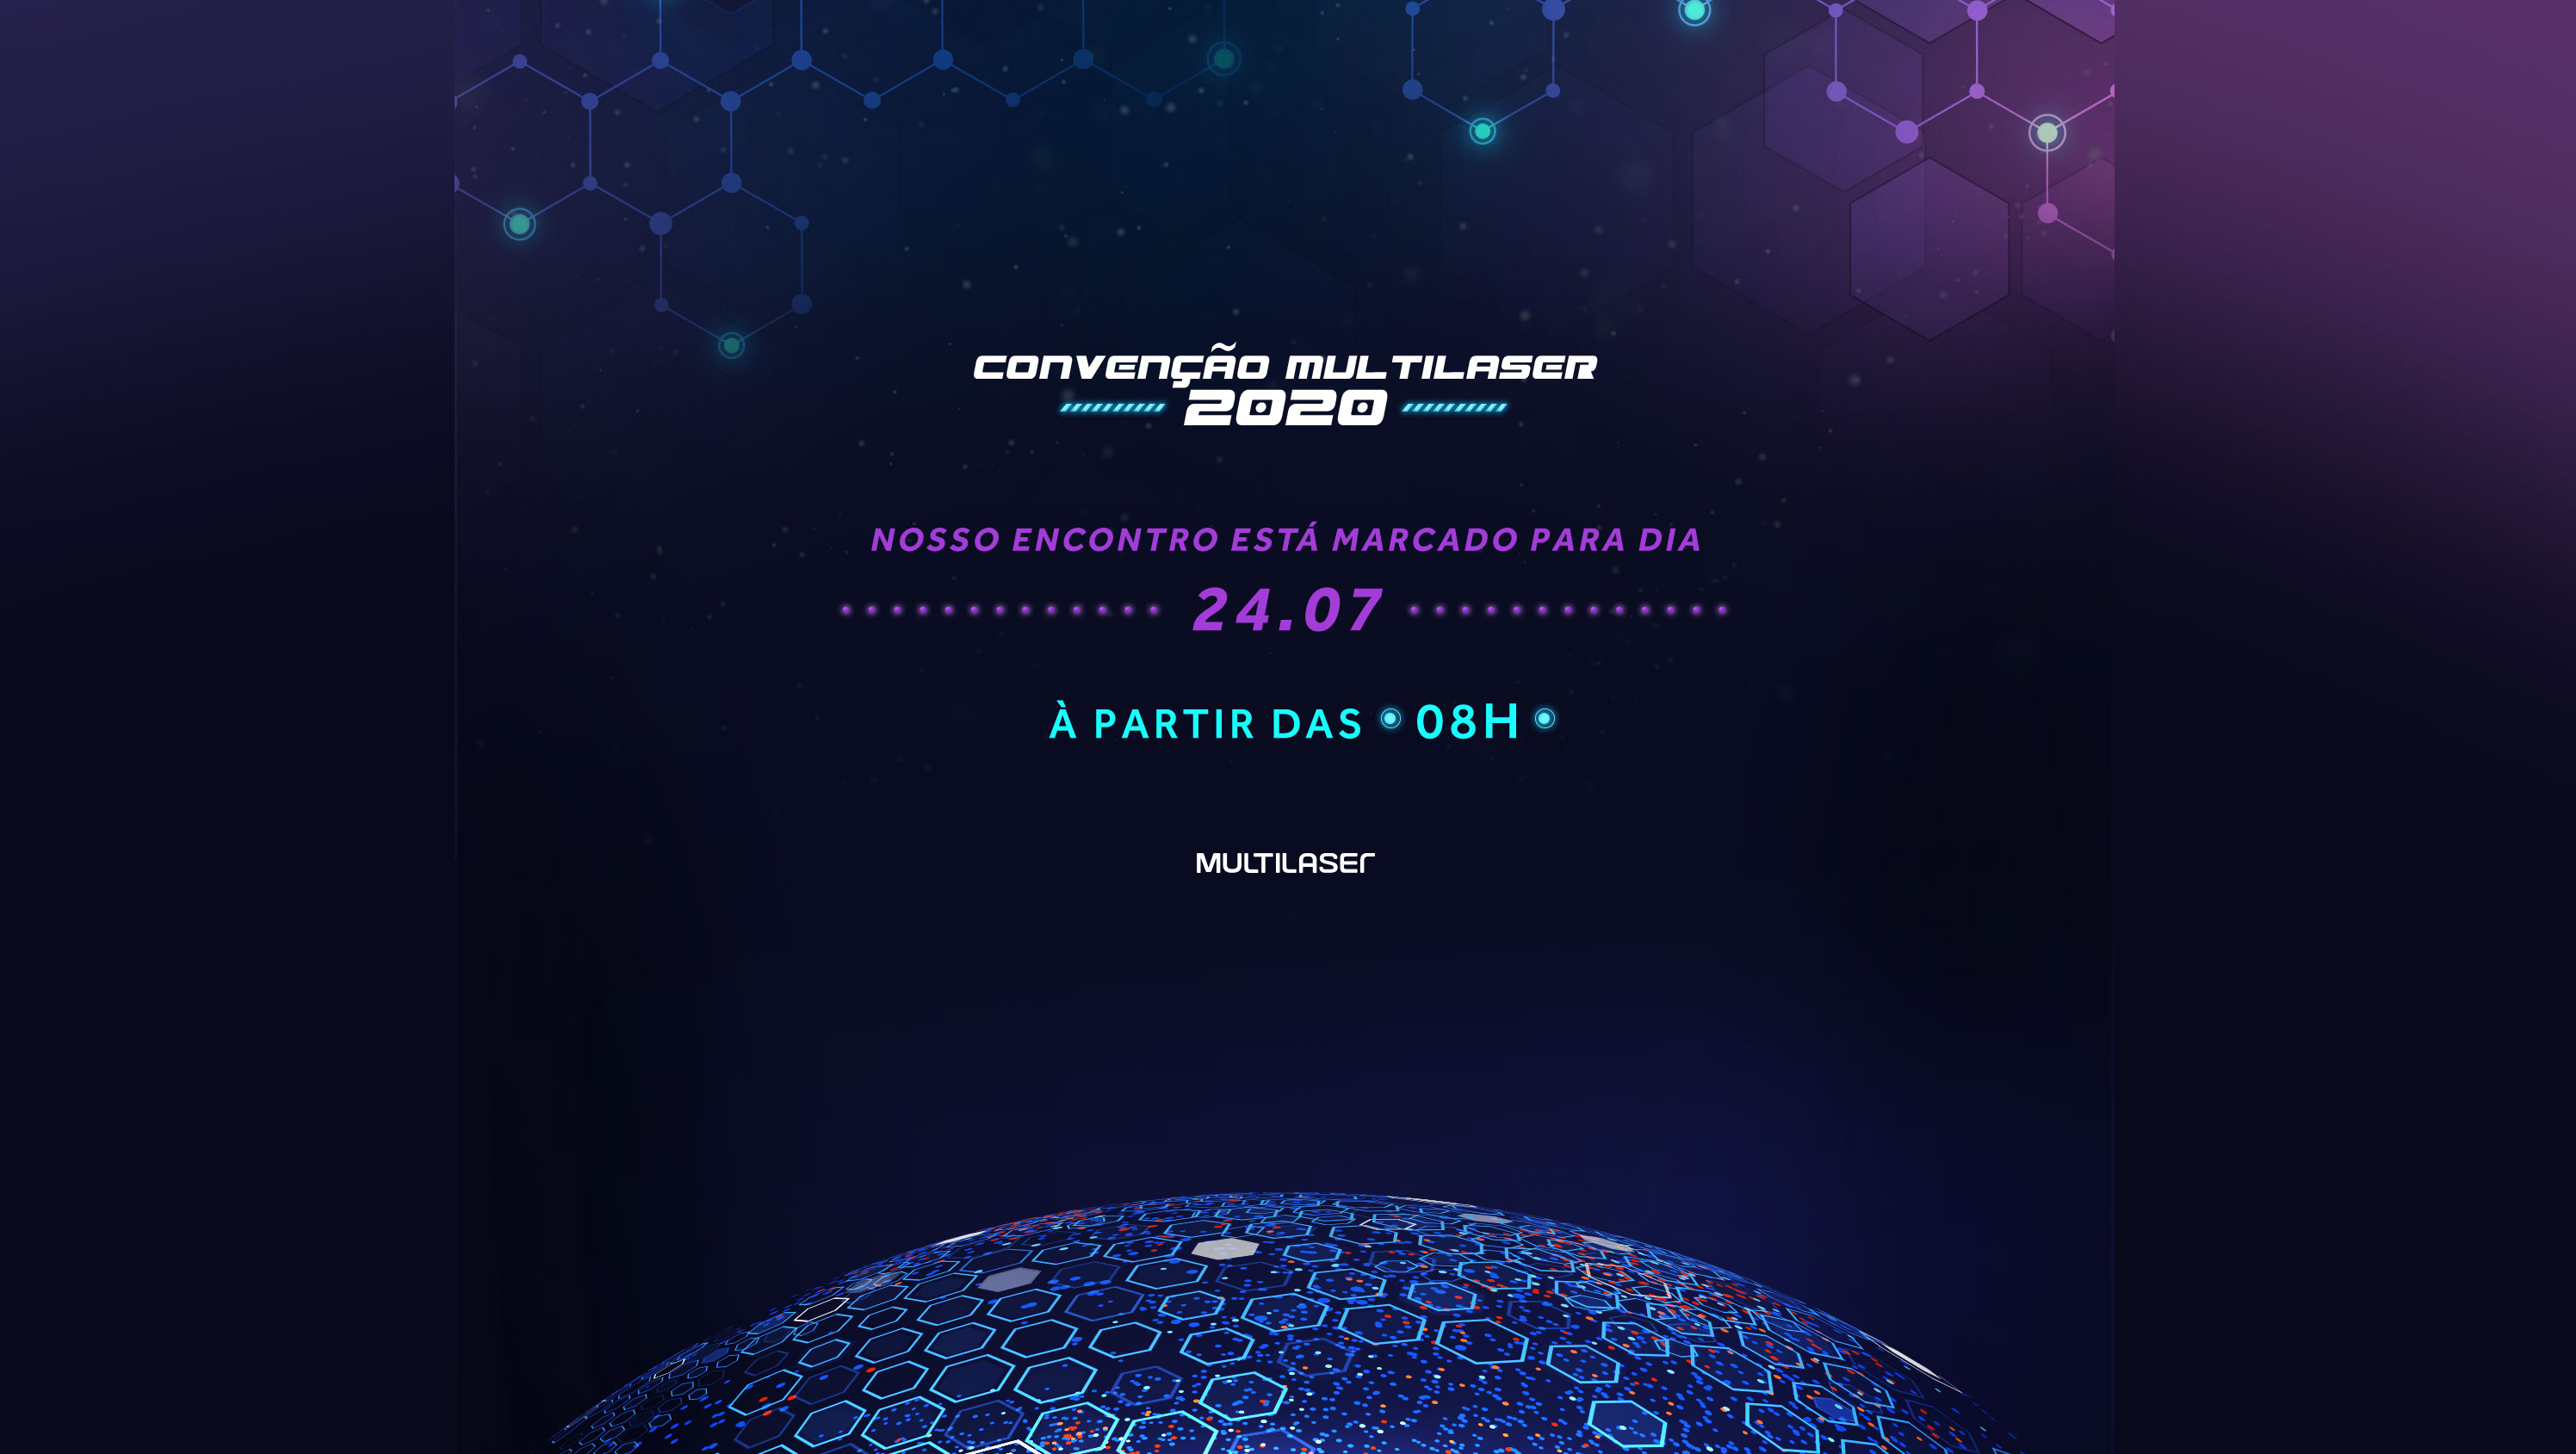 CONVENÇÃO MULTILASER
2020
NOSSO ENCONTRO ESTÁ MARCADO PARA DIA
24.07
À PARTIR DAS 08H
MULTILASER